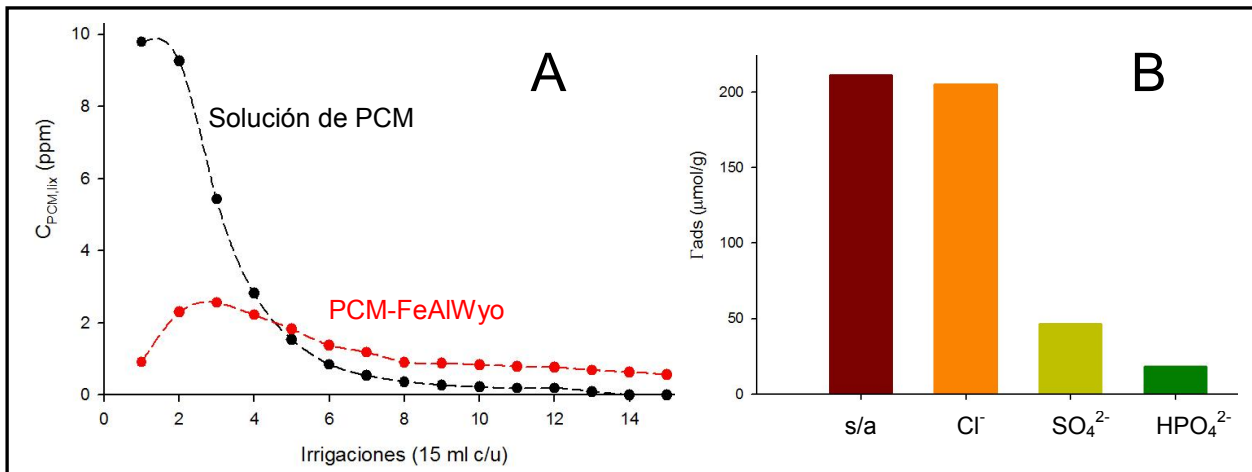 A
Solución de PCM
PCM-FeAlWyo
C_PCM,lix (ppm)
10
8
6
4
2
0
0 2 4 6 8 10 12 14
Irrigaciones (15 ml c/u)
B
Γads (μmol/g)
200
150
100
50
0
s/a Cl⁻ SO₄²⁻ HPO₄²⁻